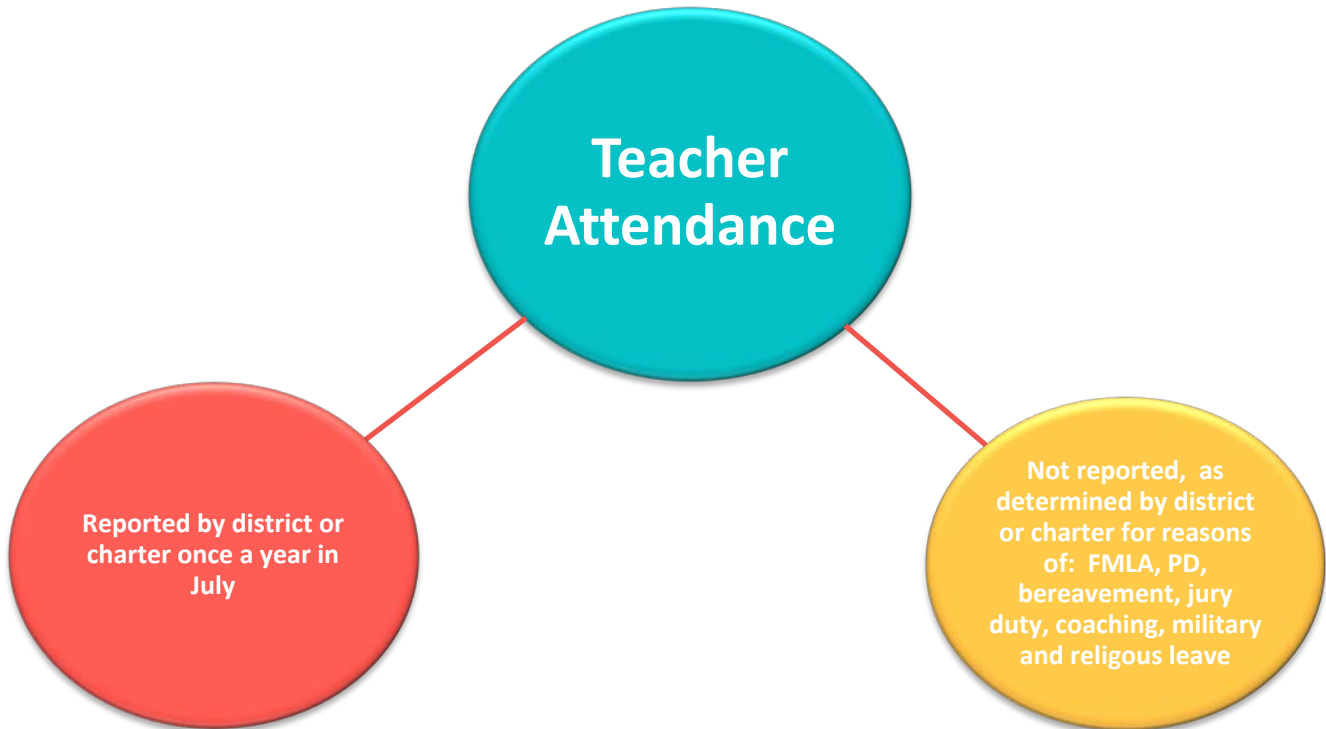 Teacher
Attendance
Reported by district or
charter once a year in
July
Not reported,  as
determined by district
or charter for reasons
of:  FMLA, PD,
bereavement, jury
duty, coaching, military
and religous leave